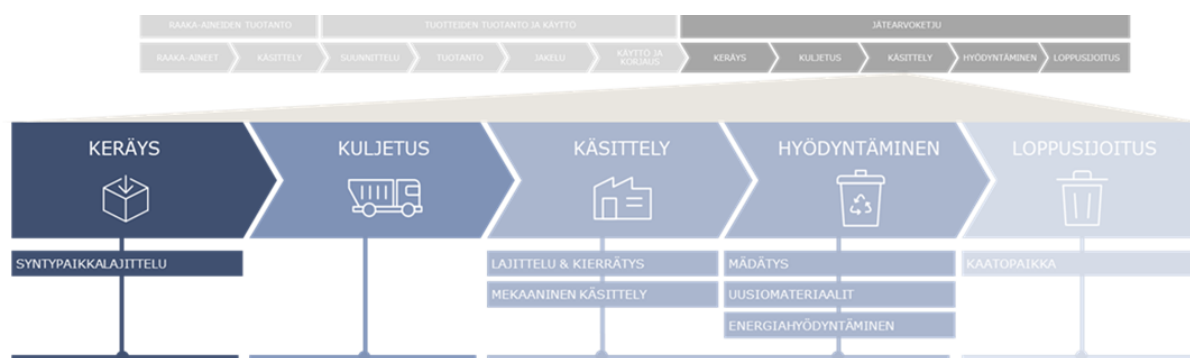 RAAKA-AINEIDEN TUOTANTO
TUOTTEIDEN TUOTANTO JA KÄYTTÖ
JÄTEARVOKETJU
RAAKA-AINEET
KÄSITTELY
SUUNNITTELU
TUOTANTO
JAKELU
KÄYTTÖ JA
KORJAUS
KERÄYS
KULJETUS
KÄSITTELY
HYÖDYNTÄMINEN
LOPPUSIJOITUS
KERÄYS
KULJETUS
KÄSITTELY
HYÖDYNTÄMINEN
LOPPUSIJOITUS
SYNTYPAIKKALAJITTELU
LAJITTELU & KIERRÄTYS
MÄDÄTYS
KAATOPAIKKA
MEKAANINEN KÄSITTELY
UUSIOMATERIAALIT
ENERGIAHYÖDYNTÄMINEN